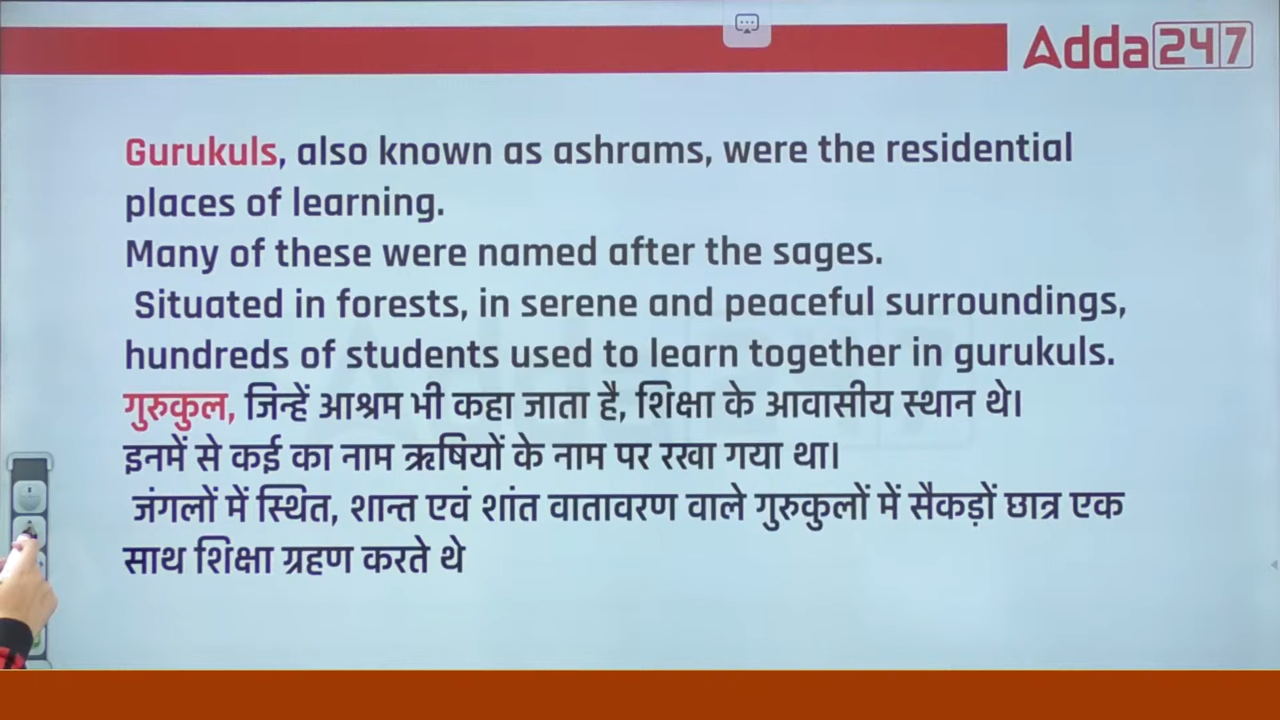 Adda247
Gurukuls, also known as ashrams, were the residential
places of learning.
Many of these were named after the sages.
Situated in forests, in serene and peaceful surroundings,
hundreds of students used to learn together in gurukuls.
गुरुकुल, जिन्हें आश्रम भी कहा जाता है, शिक्षा के आवासीय स्थान थे।
इनमें से कई का नाम ऋषियों के नाम पर रखा गया था।
जंगलों में स्थित, शान्त एवं शांत वातावरण वाले गुरुकुलों में सैकड़ों छात्र एक
साथ शिक्षा ग्रहण करते थे